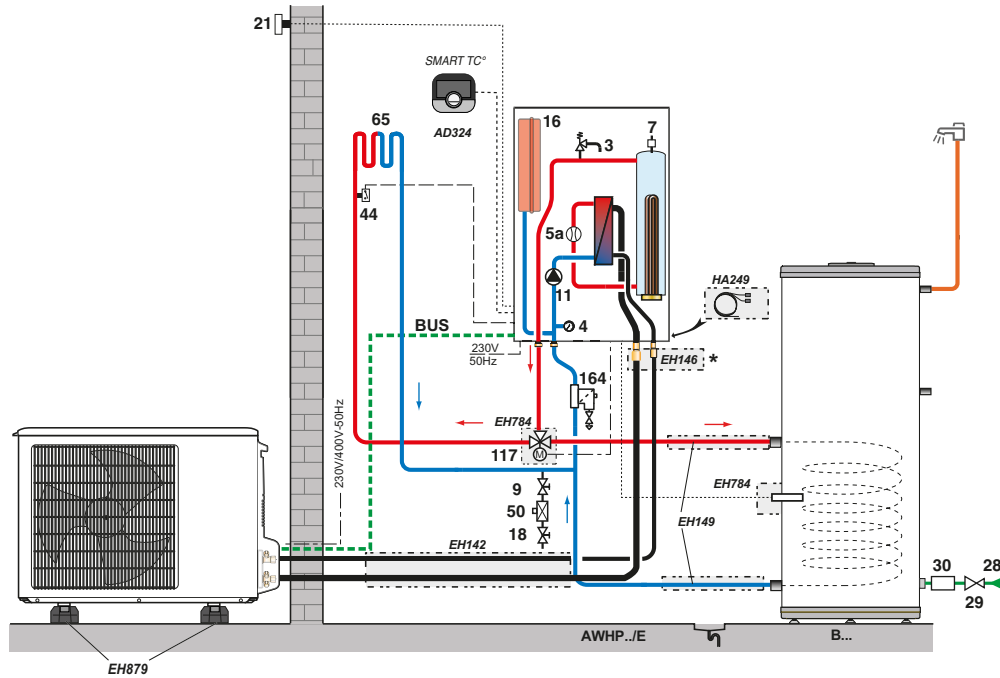 21
SMART TC°
AD324
65
16
7
3
44
5a
11
4
HA249
BUS
230V
50Hz
EH146 *
164
230V/400V-50Hz
EH784
117
M
9
50
18
EH142
EH149
EH784
30
29
28
AWHP../E
B...
EH879